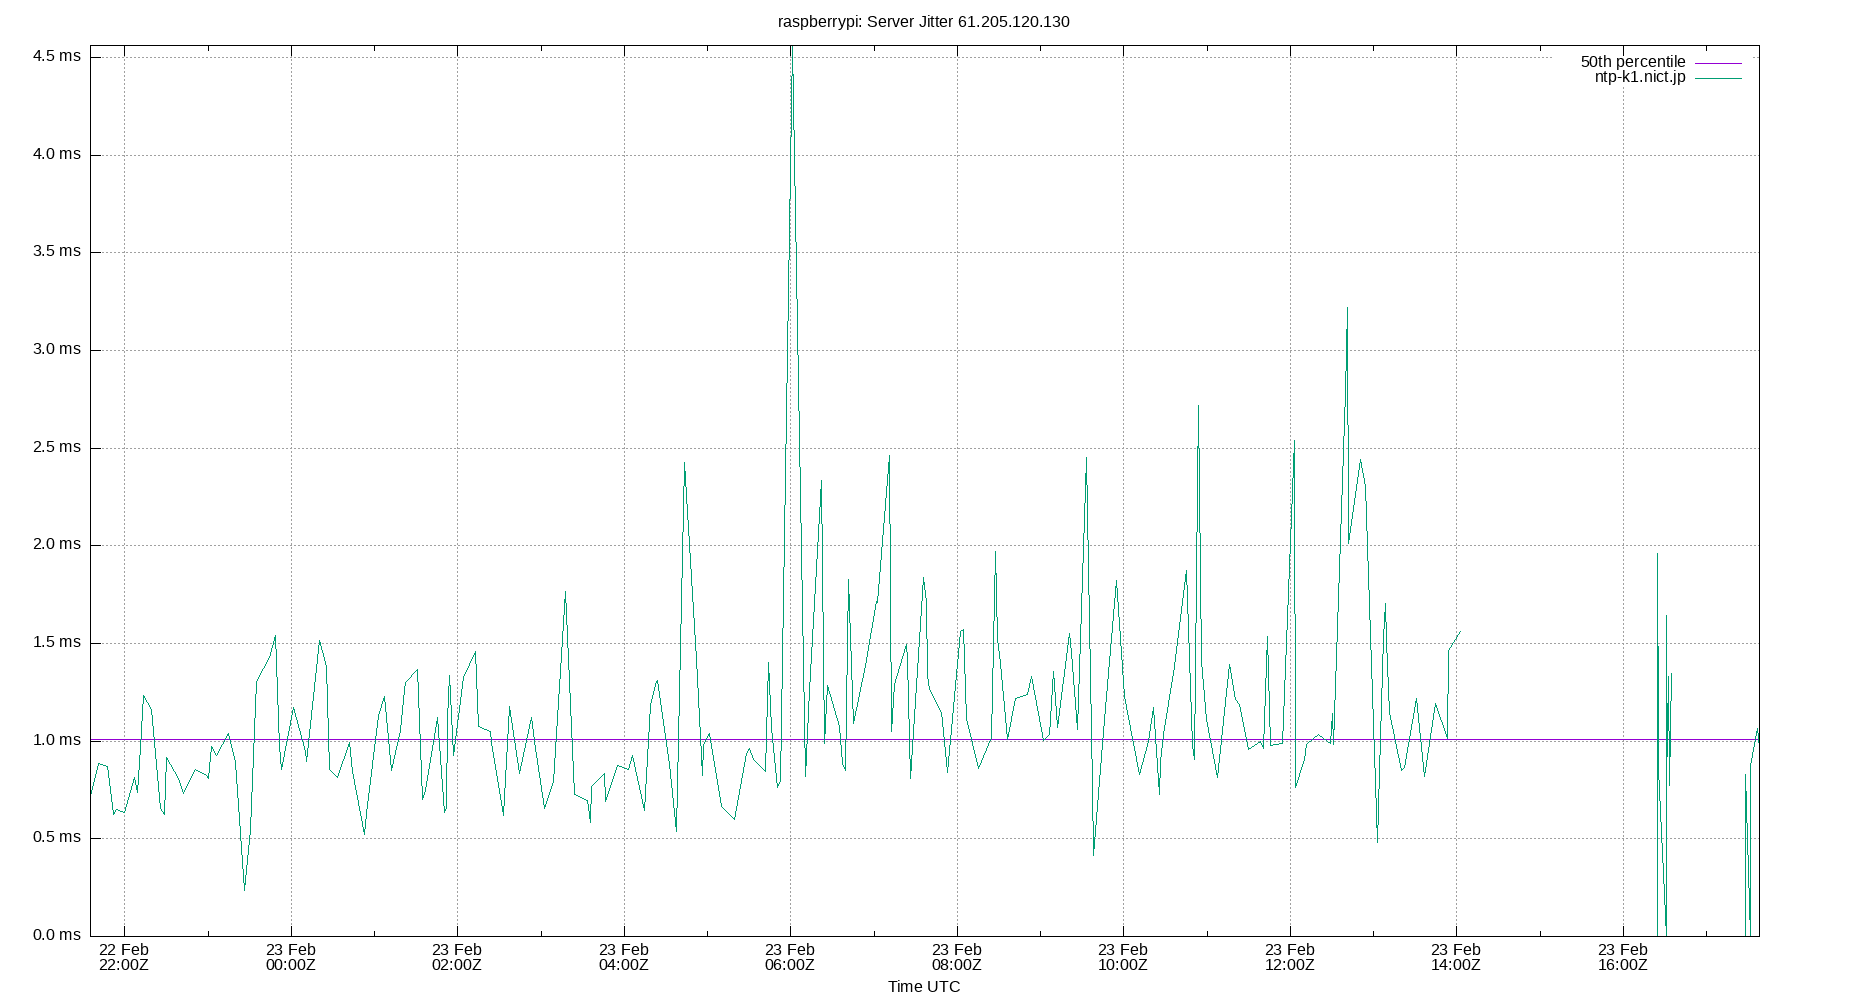 raspberrypi: Server Jitter 61.205.120.130
4.5 ms
4.0 ms
3.5 ms
3.0 ms
2.5 ms
2.0 ms
1.5 ms
1.0 ms
0.5 ms
0.0 ms
50th percentile
ntp-k1.nict.jp
22 Feb 23 Feb 23 Feb 23 Feb 23 Feb 23 Feb 23 Feb 23 Feb 23 Feb 23 Feb
22:00Z 00:00Z 02:00Z 04:00Z 06:00Z 08:00Z 10:00Z 12:00Z 14:00Z 16:00Z
Time UTC